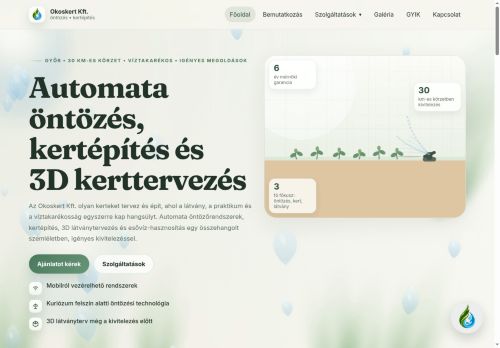 Okoskert Kft.
öntözés • kertépítés
Főoldal
Bemutatkozás
Szolgáltatások ▾
Galéria
GYIK
Kapcsolat
GYŐR • 30 KM-ES KÖRZET • VÍZTAKARÉKOS • IGÉNYES MEGOLDÁSOK
Automata
öntözés,
kertépítés és
3D kerttervezés
Az Okoskert Kft. olyan kerteket tervez és épít, ahol a látvány, a praktikum és
a víztakarékosság egyszerre kap hangsúlyt. Automata öntözőrendszerek,
kertépítés, 3D látványtervezés és esővíz-hasznosítás egy összehangolt
szemléletben, igényes kivitelezéssel.
Ajánlatot kérek
Szolgáltatások
Mobilról vezérelhető rendszerek
Kuriózum felszín alatti öntözési technológia
3D látványterv még a kivitelezés előtt
6
év mérnöki
garancia
30
km-es körzetben
kivitelezés
3
fő fókusz:
öntözés, kert,
látvány